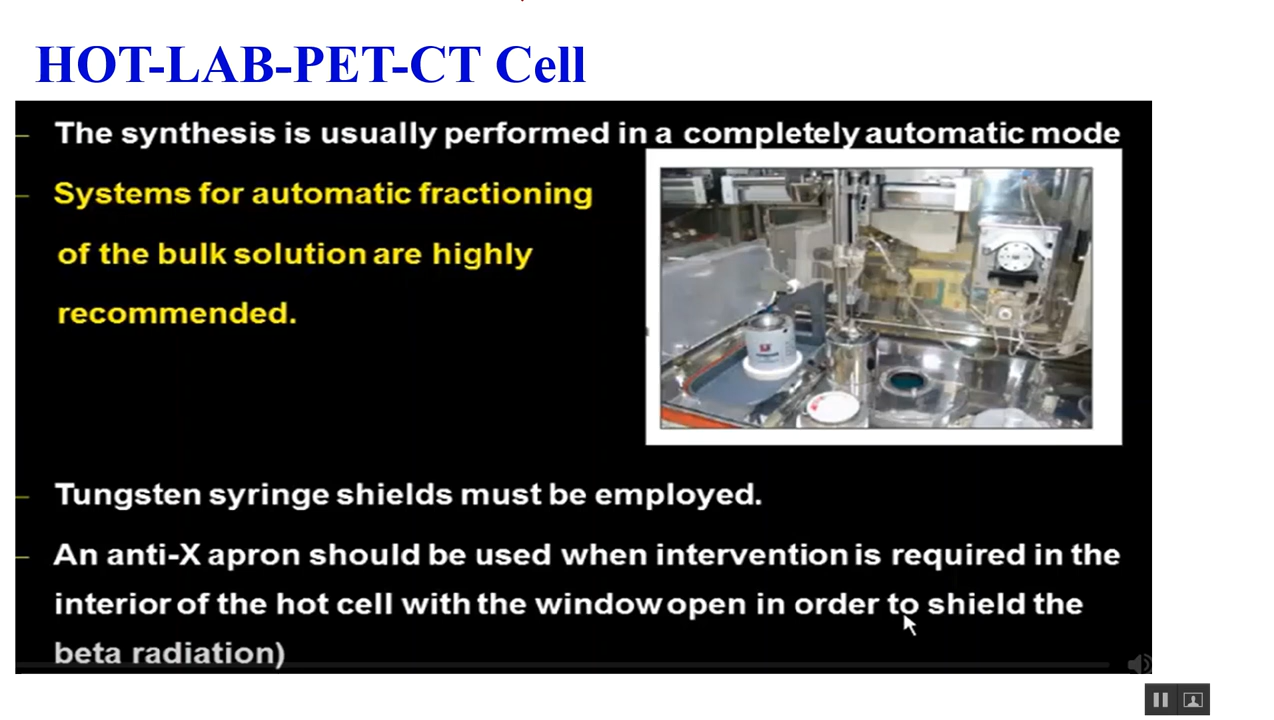 HOT-LAB-PET-CT Cell
– The synthesis is usually performed in a completely automatic mode
– Systems for automatic fractioning
of the bulk solution are highly
recommended.
– Tungsten syringe shields must be employed.
– An anti-X apron should be used when intervention is required in the
interior of the hot cell with the window open in order to shield the
beta radiation)